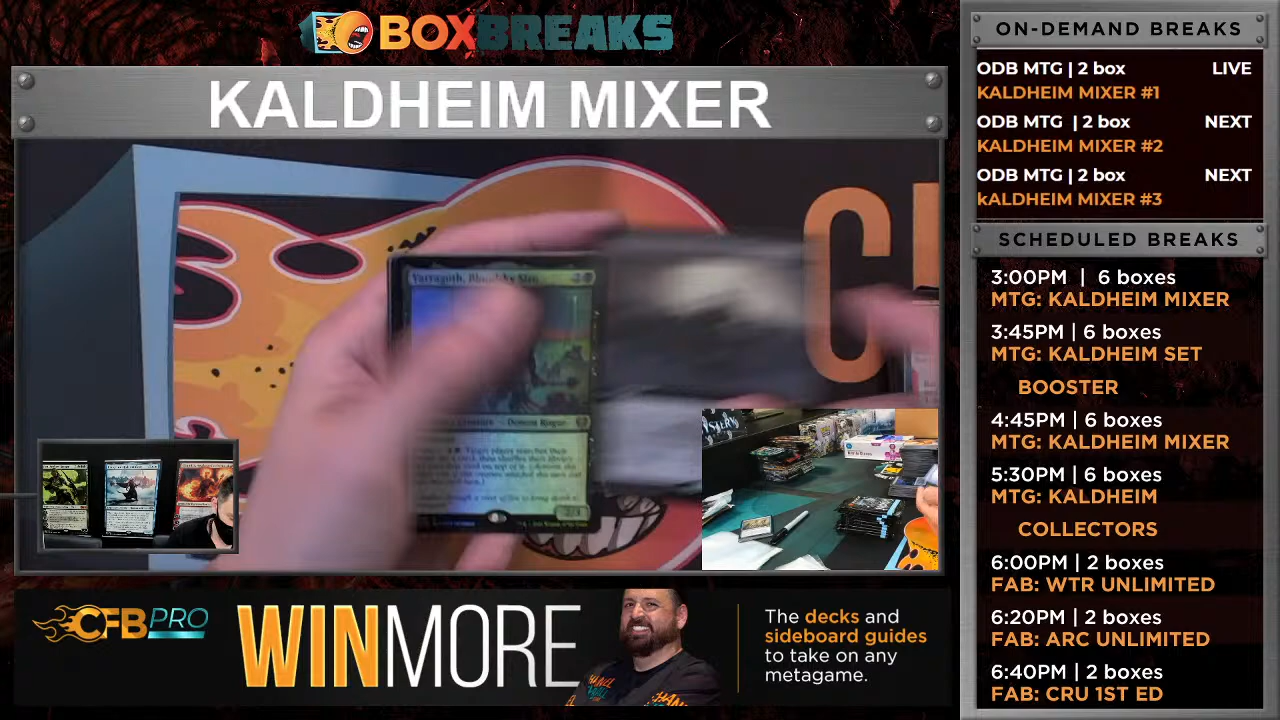 BOXBREAKS
KALDHEIM MIXER
Varragoth, Bloodsky Sire
ON-DEMAND BREAKS
ODB MTG | 2 box LIVE
KALDHEIM MIXER #1
ODB MTG | 2 box NEXT
KALDHEIM MIXER #2
ODB MTG | 2 box NEXT
kALDHEIM MIXER #3
SCHEDULED BREAKS
3:00PM | 6 boxes
MTG: KALDHEIM MIXER
3:45PM | 6 boxes
MTG: KALDHEIM SET
BOOSTER
4:45PM | 6 boxes
MTG: KALDHEIM MIXER
5:30PM | 6 boxes
MTG: KALDHEIM
COLLECTORS
6:00PM | 2 boxes
FAB: WTR UNLIMITED
6:20PM | 2 boxes
FAB: ARC UNLIMITED
6:40PM | 2 boxes
FAB: CRU 1ST ED
CFBPRO
WINMORE
The decks and
sideboard guides
to take on any
metagame.